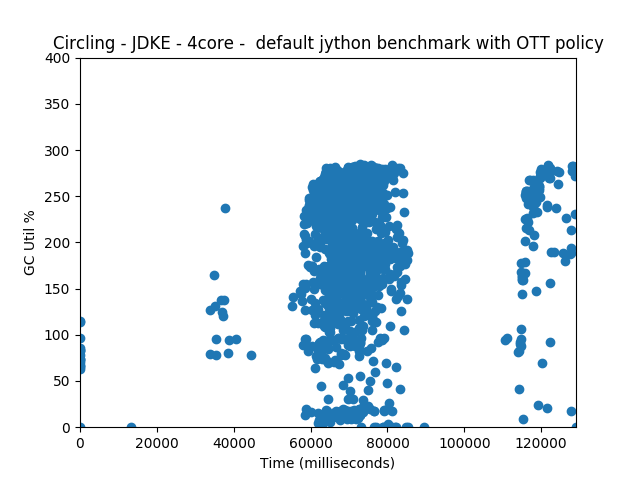 Circling - JDKE - 4core -  default jython benchmark with OTT policy
400
350
300
250
200
150
100
50
0
GC Util %
0 20000 40000 60000 80000 100000 120000
Time (milliseconds)